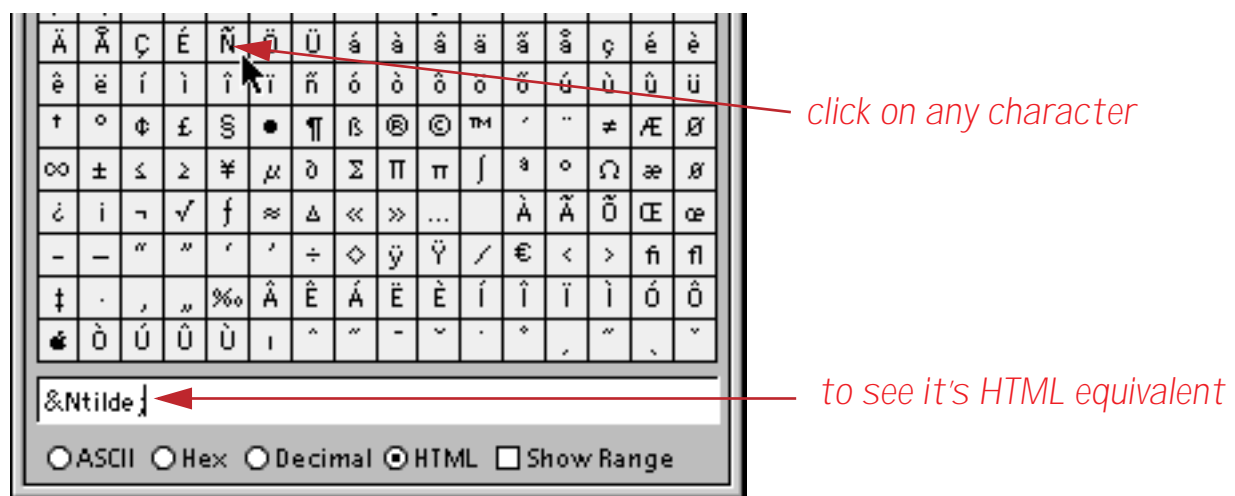 Ä Å Ç É Ñ Ö Ü á à â ä ã å ç é è
ê ë í ì î ï ñ ó ò ô ö õ ú ù û ü
click on any character
† ° ¢ £ § • ¶ ß ® © ™ ´ ¨ ≠ Æ Ø
∞ ± ≤ ≥ ¥ µ ∂ Σ Π π ∫ ª º Ω æ ø
¿ ¡ ¬ √ ƒ ≈ ∆ « » … À Ã Õ Œ œ
– — “ ” ‘ ’ ÷ ◊ ÿ Ÿ ⁄ € ‹ › fi fl
‡ · ‚ „ ‰ Â Ê Á Ë È Í Î Ï Ì Ó Ô
Ò Ú Û Ù ı ˆ ˜ ¯ ˘ ˙ ˚ ¸ ˝ ˛ ˇ
&Ntilde;
to see it's HTML equivalent
ASCII Hex Decimal HTML Show Range